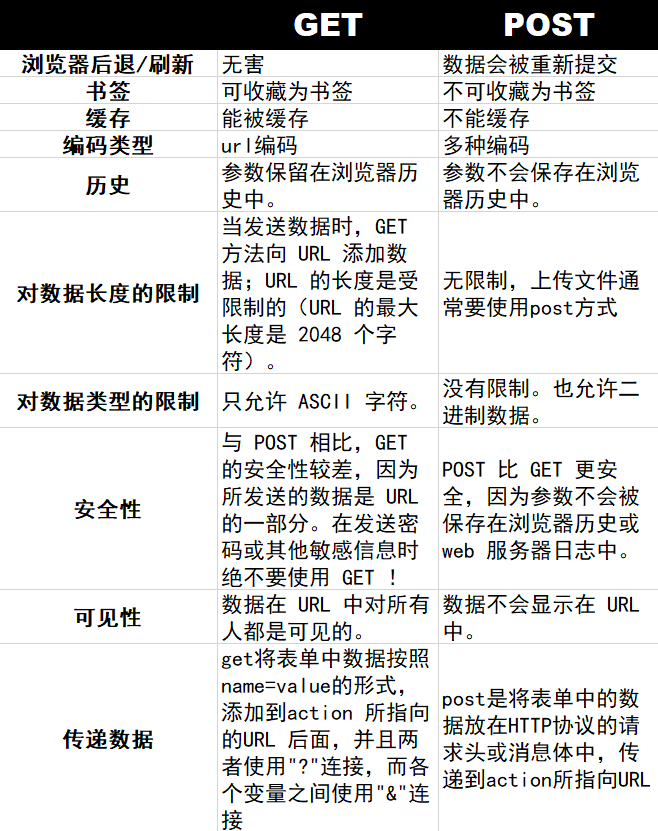 GET POST
浏览器后退/刷新 无害 数据会被重新提交
书签 可收藏为书签 不可收藏为书签
缓存 能被缓存 不能缓存
编码类型 url编码 多种编码
历史
参数保留在浏览器历
史中。
参数不会保存在浏览
器历史中。
对数据长度的限制
当发送数据时，GET
方法向 URL 添加数
据；URL 的长度是受
限制的（URL 的最大
长度是 2048 个字
符）。
无限制，上传文件通
常要使用post方式
对数据类型的限制
只允许 ASCII 字符。
没有限制。也允许二
进制数据。
安全性
与 POST 相比，GET
的安全性较差，因为
所发送的数据是 URL
的一部分。在发送密
码或其他敏感信息时
绝不要使用 GET ！
POST 比 GET 更安
全，因为参数不会被
保存在浏览器历史或
web 服务器日志中。
可见性
数据在 URL 中对所有
人都是可见的。
数据不会显示在 URL
中。
传递数据
get将表单中数据按照
name=value的形式，
添加到action 所指向
的URL 后面，并且两
者使用"?"连接，而各
个变量之间使用"&"连
接
post是将表单中的数
据放在HTTP协议的请
求头或消息体中，传
递到action所指向URL